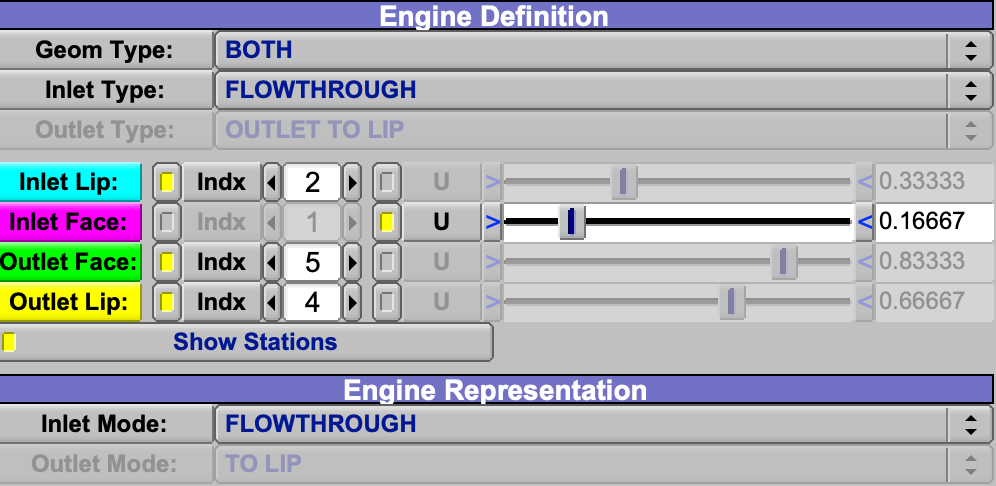 Engine Definition
Geom Type: BOTH
Inlet Type: FLOWTHROUGH
Outlet Type: OUTLET TO LIP
Inlet Lip: Indx 2 U > < 0.33333
Inlet Face: Indx 1 U > < 0.16667
Outlet Face: Indx 5 U > < 0.83333
Outlet Lip: Indx 4 U > < 0.66667
Show Stations
Engine Representation
Inlet Mode: FLOWTHROUGH
Outlet Mode: TO LIP